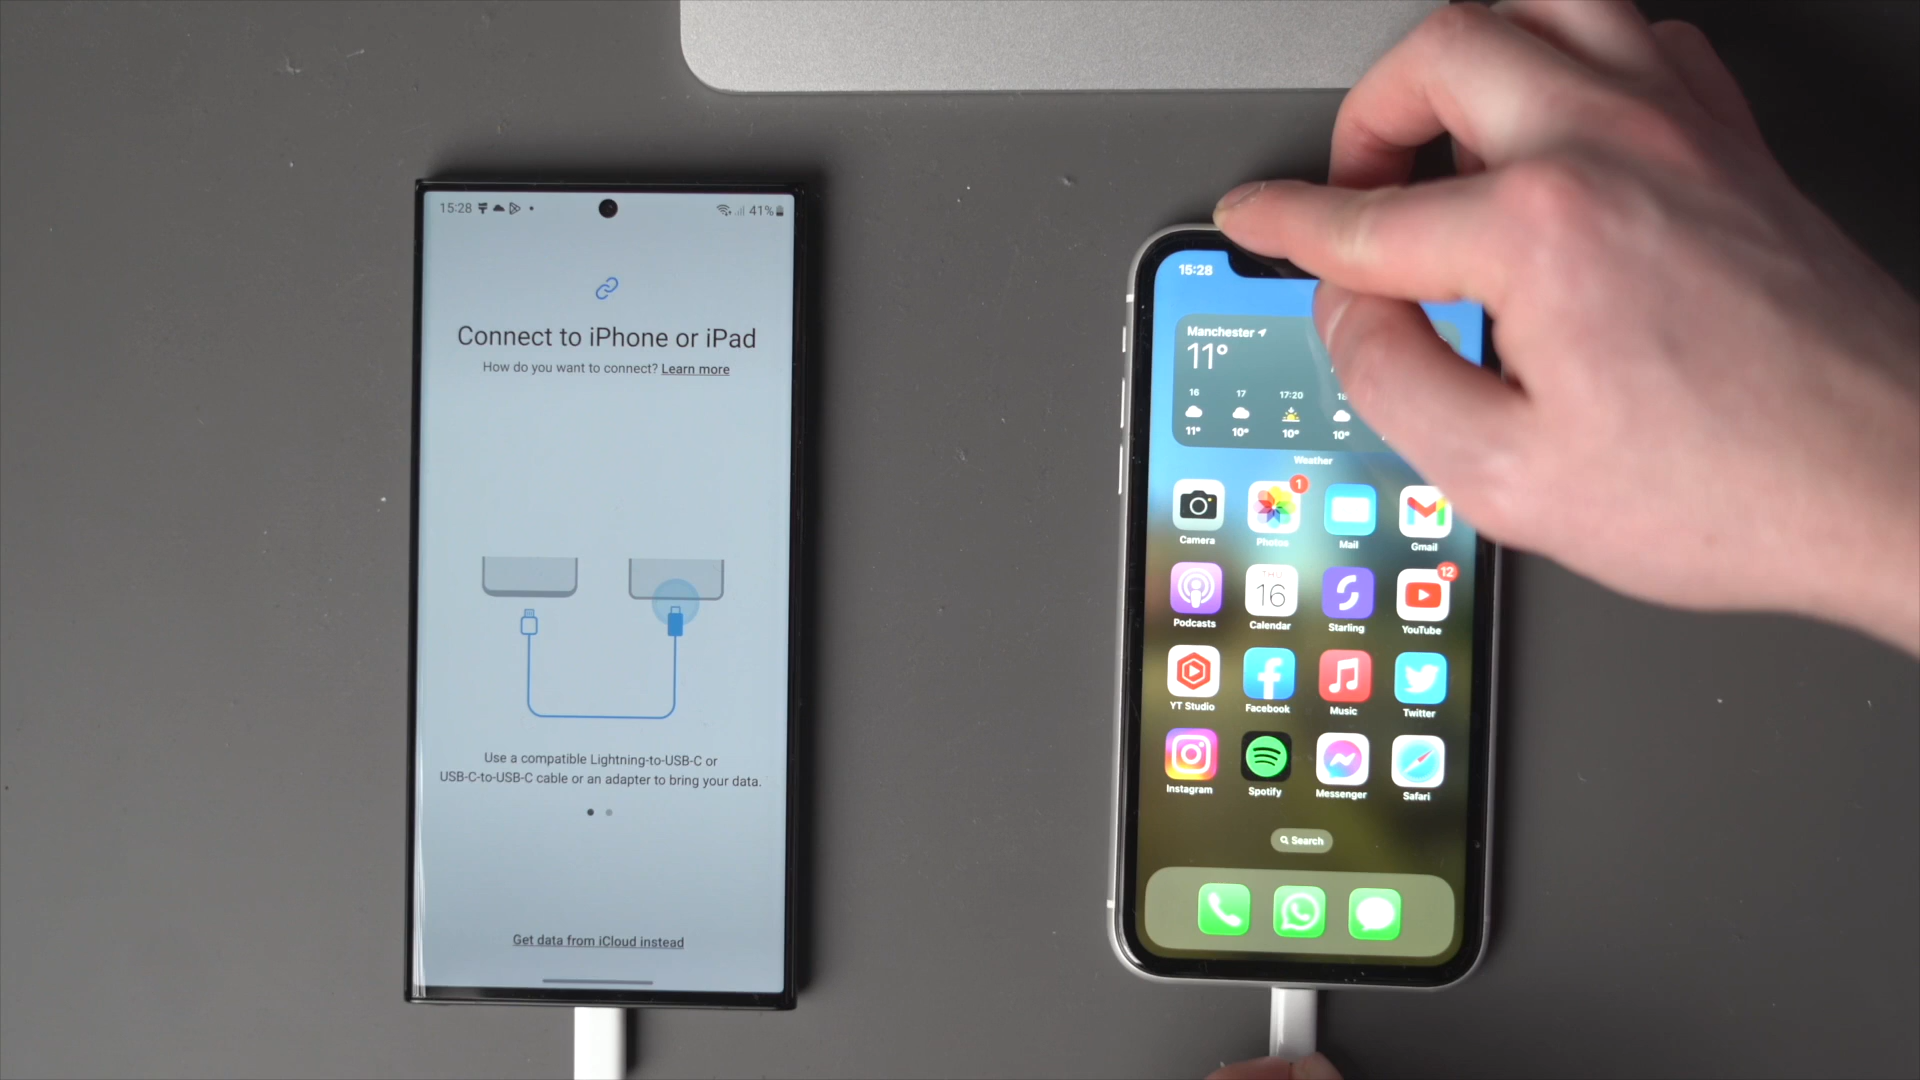 15:28
41%
Connect to iPhone or iPad
How do you want to connect? Learn more
Use a compatible Lightning-to-USB-C or
USB-C-to-USB-C cable or an adapter to bring your data.
Get data from iCloud instead
15:28
Manchester
11°
16 17 17:20
11° 10° 10° 10°
Weather
1
Camera Photos Mail Gmail
THU
16
12
Podcasts Calendar Starling YouTube
YT Studio Facebook Music Twitter
Instagram Spotify Messenger Safari
Search